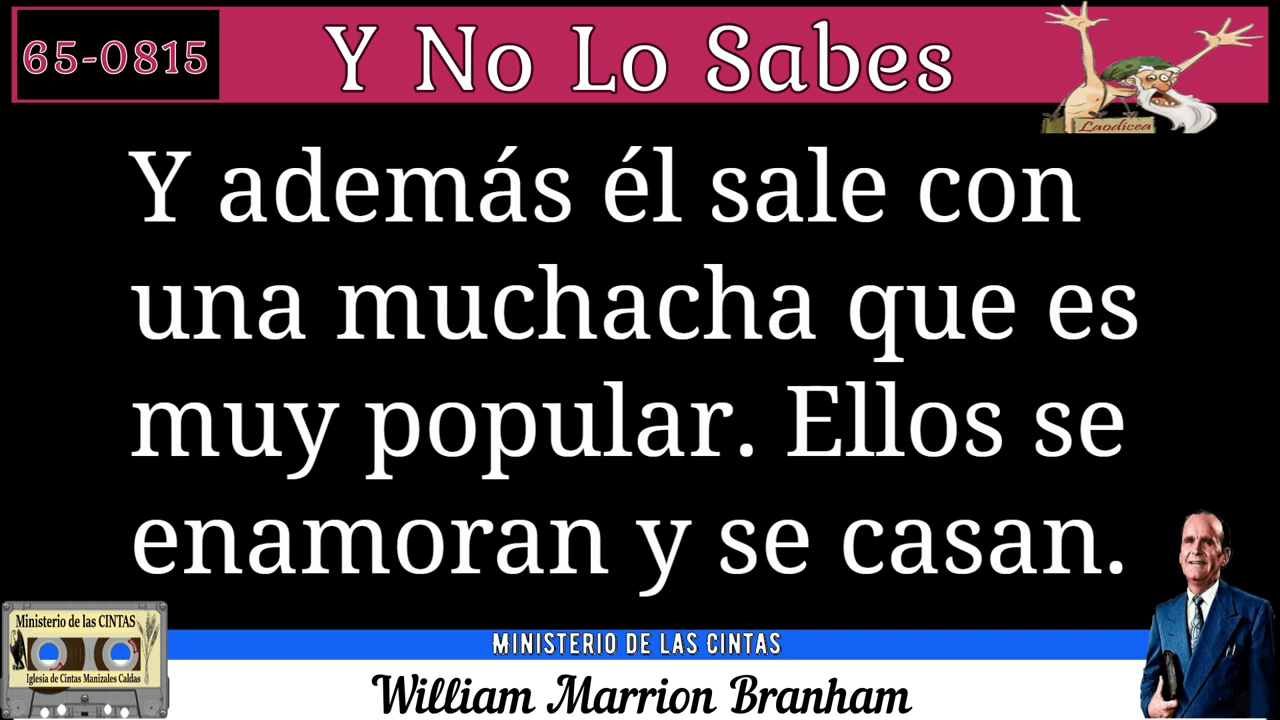 65-0815
Y No Lo Sabes
Laodicea
Y además él sale con
una muchacha que es
muy popular. Ellos se
enamoran y se casan.
Ministerio de las CINTAS
Iglesia de Cintas Manizales Caldas
MINISTERIO DE LAS CINTAS
William Marrion Branham